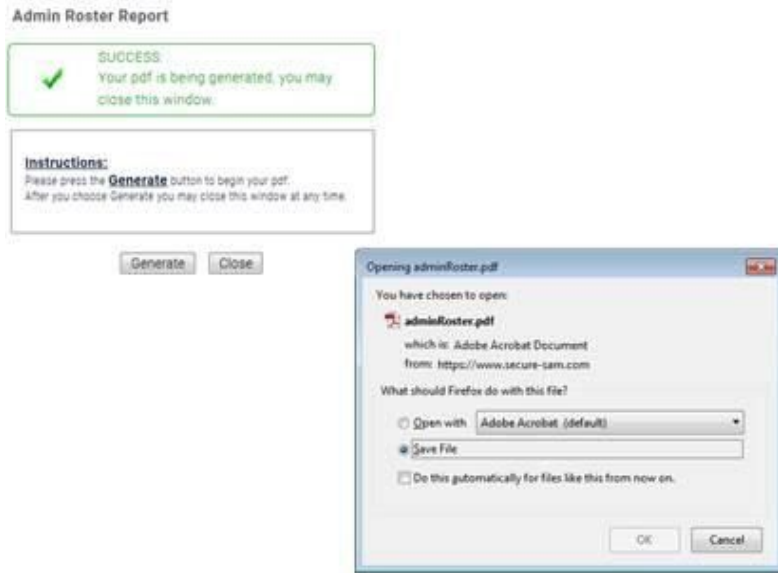 Admin Roster Report
SUCCESS:
Your pdf is being generated, you may
close this window.
Instructions:
Please press the Generate button to begin your pdf.
After you choose Generate you may close this window at any time.
Generate Close
Opening adminRoster.pdf
You have chosen to open:
adminRoster.pdf
which is: Adobe Acrobat Document
from: https://www.secure-sam.com
What should Firefox do with this file?
Open with Adobe Acrobat (default)
Save File
Do this automatically for files like this from now on.
OK Cancel